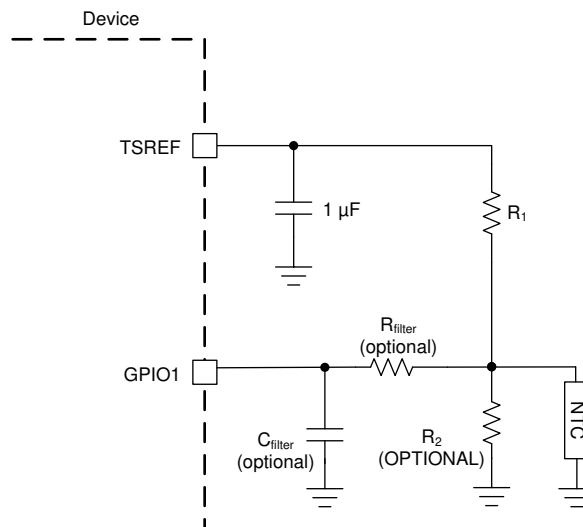 Device
TSREF
1 µF
R1
Rfilter
(optional)
GPIO1
Cfilter
(optional)
R2
(OPTIONAL)
NTC